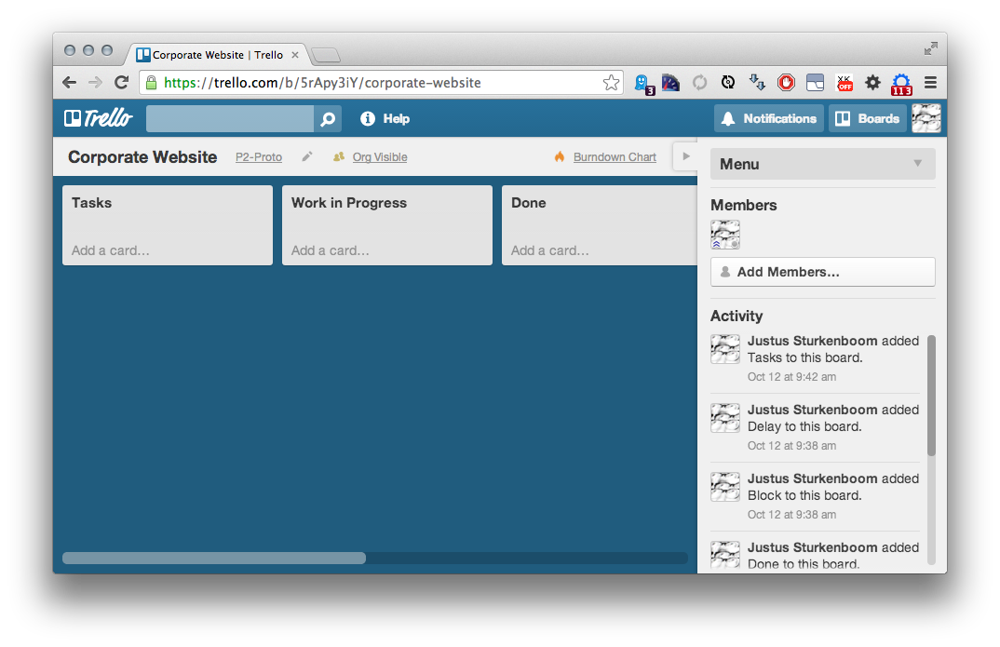 Corporate Website | Trello
https://trello.com/b/5rApy3iY/corporate-website
3
OFF
113
Trello
Help
Notifications
Boards
Corporate Website
P2-Proto
Org Visible
Burndown Chart
Menu
Tasks
Work in Progress
Done
Add a card…
Add a card…
Add a card…
Members
Add Members…
Activity
Justus Sturkenboom added
Tasks to this board.
Oct 12 at 9:42 am
Justus Sturkenboom added
Delay to this board.
Oct 12 at 9:38 am
Justus Sturkenboom added
Block to this board.
Oct 12 at 9:38 am
Justus Sturkenboom added
Done to this board.